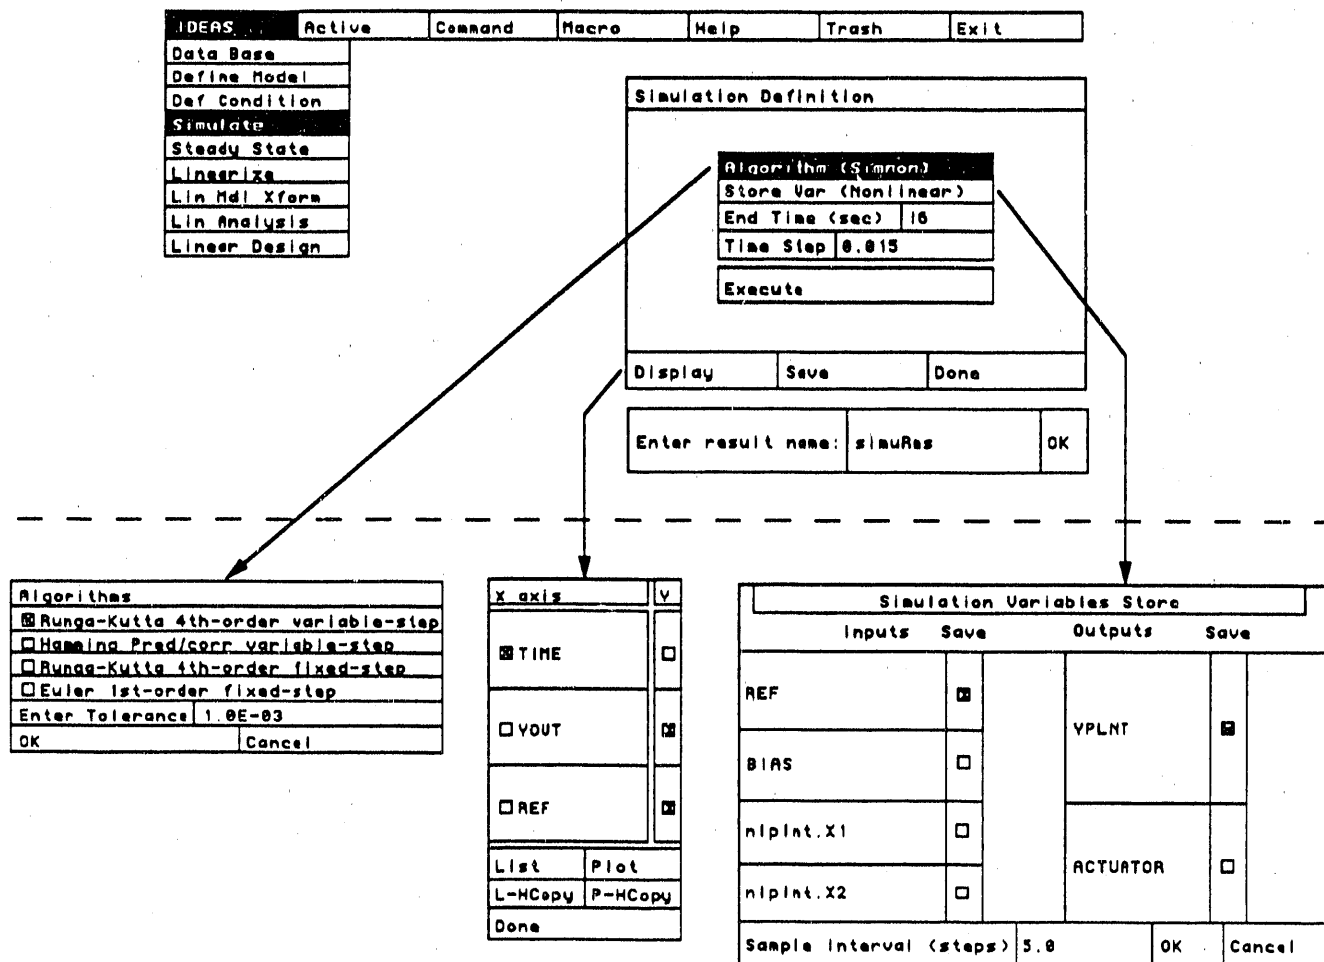 IDEAS Active Command Macro Help Trash Exit
Data Base
Define Model
Def Condition
Simulate
Steady State
Linearize
Lin Mdl Xform
Lin Analysis
Linear Design
Simulation Definition
Algorithm (Simnon)
Store Var (Nonlinear)
End Time (sec) 16
Time Step 0.015
Execute
Display Save Done
Enter result name: simuRes OK
Algorithms
Runga-Kutta 4th-order variable-step
Hamming Pred/corr variable-step
Runga-Kutta 4th-order fixed-step
Euler 1st-order fixed-step
Enter Tolerance 1.0E-03
OK Cancel
X axis Y
TIME
YOUT
REF
List Plot
L-HCopy P-HCopy
Done
Simulation Variables Store
Inputs Save Outputs Save
REF
YPLNT
BIAS
nlplnt.X1
ACTUATOR
nlplnt.X2
Sample Interval (steps) 5.0 OK Cancel